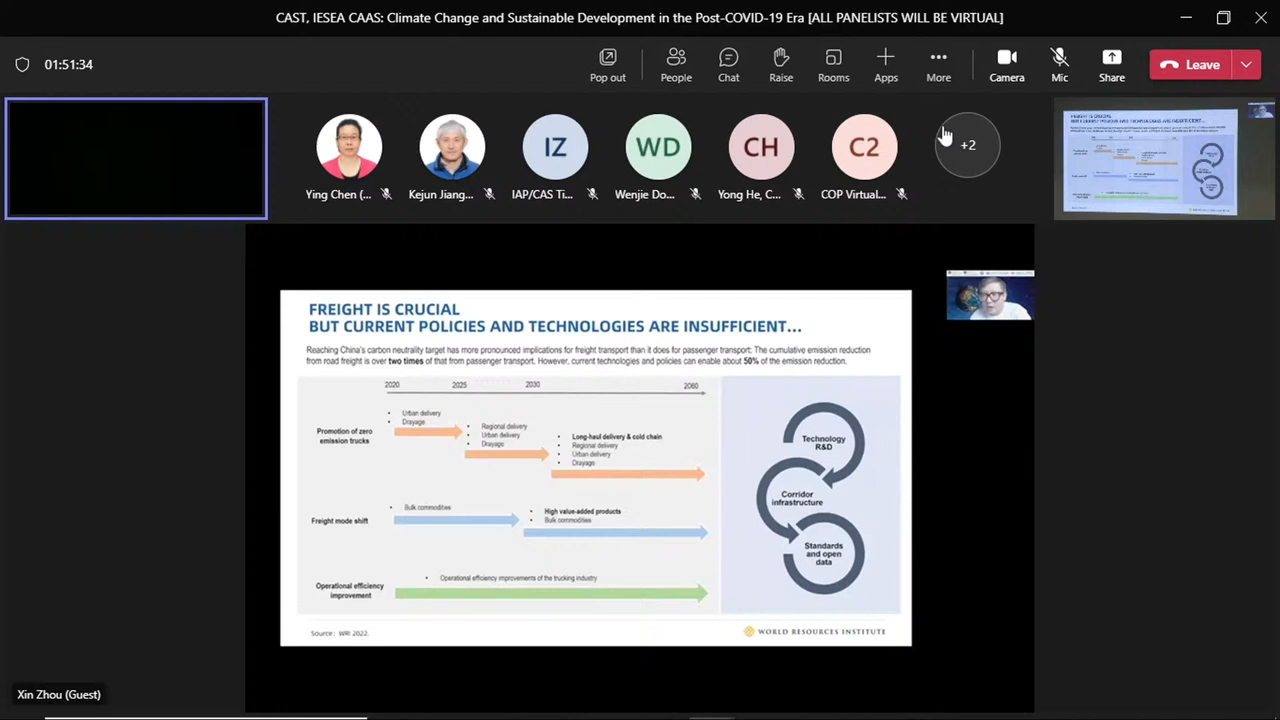 CAST, IESEA CAAS: Climate Change and Sustainable Development in the Post-COVID-19 Era [ALL PANELISTS WILL BE VIRTUAL]
01:51:34
Pop out
People
Chat
Raise
Rooms
Apps
More
Camera
Mic
Share
Leave
IZ
WD
CH
C2
+2
Ying Chen (...
Kejun Jiang...
IAP/CAS Ti...
Wenjie Do...
Yong He, C...
COP Virtual...
FREIGHT IS CRUCIAL
BUT CURRENT POLICIES AND TECHNOLOGIES ARE INSUFFICIENT...
Reaching China's carbon neutrality target has more pronounced implications for freight transport than it does for passenger transport: The cumulative emission reduction
from road freight is over two times of that from passenger transport. However, current technologies and policies can enable about 50% of the emission reduction.
2020
2025
2030
2060
Promotion of zero
emission trucks
• Urban delivery
• Drayage
• Regional delivery
• Urban delivery
• Drayage
• Long-haul delivery & cold chain
• Regional delivery
• Urban delivery
• Drayage
Freight mode shift
• Bulk commodities
• High value-added products
• Bulk commodities
Operational efficiency
improvement
• Operational efficiency improvements of the trucking industry
Technology
R&D
Corridor
infrastructure
Standards
and open
data
Source: WRI 2022.
WORLD RESOURCES INSTITUTE
Xin Zhou (Guest)